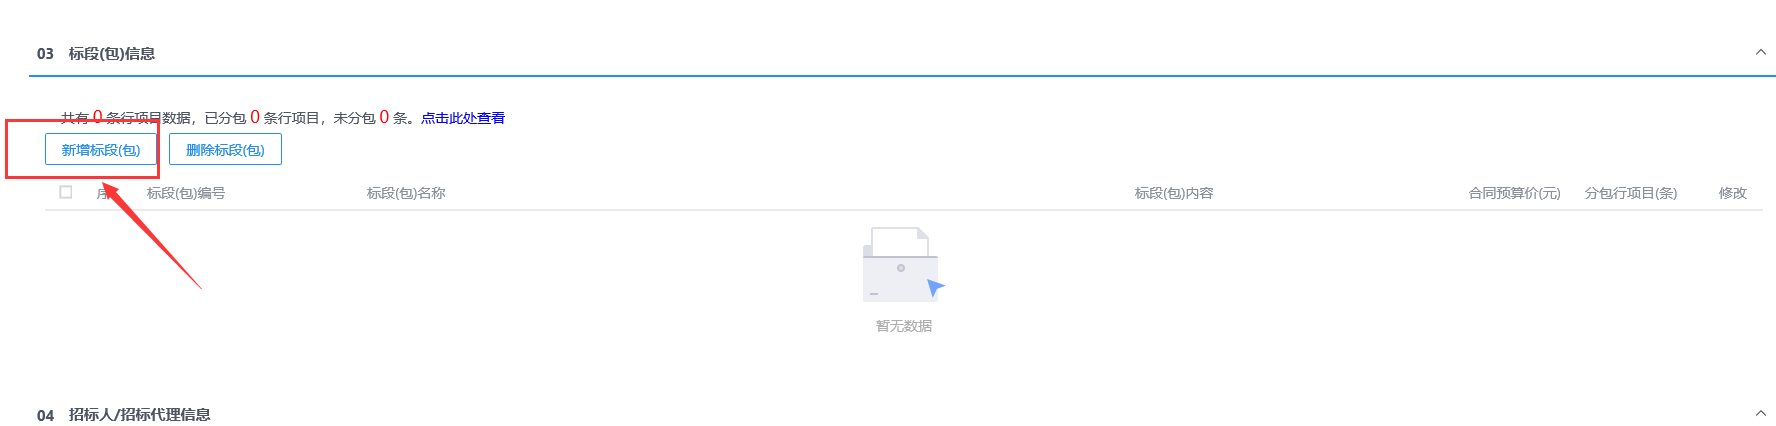 03 标段(包)信息
共有 0 条行项目数据，已分包 0 条行项目，未分包 0 条。点击此处查看
新增标段(包) 删除标段(包)
序 标段(包)编号 标段(包)名称 标段(包)内容 合同预算价(元) 分包行项目(条) 修改
暂无数据
04 招标人/招标代理信息